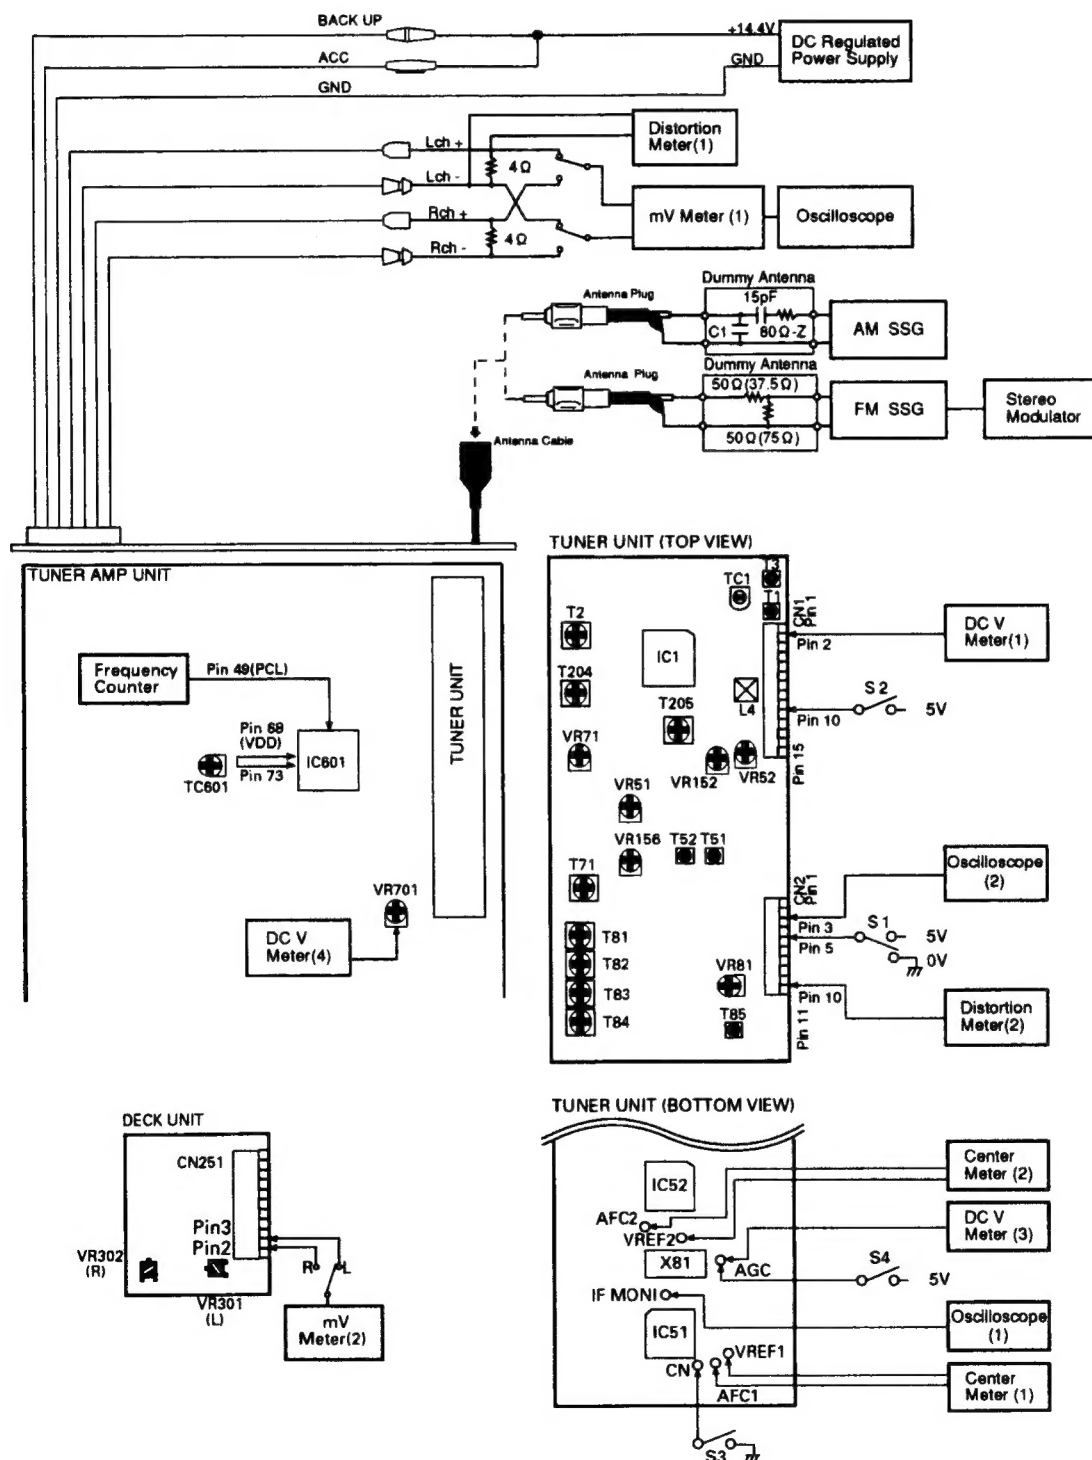 BACK UP
+14.4V
DC Regulated
Power Supply
ACC
GND
GND
Distortion
Meter(1)
Lch +
4Ω
Lch -
Rch +
4Ω
Rch -
mV Meter (1)
Oscilloscope
Dummy Antenna
Antenna Plug
15pF
C1
80Ω-Z
AM SSG
Dummy Antenna
Antenna Plug
50Ω(37.5Ω)
50Ω(75Ω)
FM SSG
Stereo
Modulator
Antenna Cable
TUNER AMP UNIT
Frequency
Counter
Pin 49(PCL)
Pin 68
(VDD)
Pin 73
TC601
IC601
TUNER UNIT
VR701
DC V
Meter(4)
TUNER UNIT (TOP VIEW)
T3
TC1
T1
CN1
Pin 1
T2
IC1
Pin 2
DC V
Meter(1)
T204
L4
T205
Pin 10
S2
5V
VR71
VR152
VR52
Pin 15
VR51
VR156
T52
T51
T71
CN2
Pin 1
Oscilloscope
(2)
Pin 3
S1
5V
Pin 5
0V
T81
T82
T83
T84
VR81
T85
Pin 10
Pin 11
Distortion
Meter(2)
DECK UNIT
CN251
Pin3
Pin2
VR302
(R)
VR301
(L)
R
L
mV
Meter(2)
TUNER UNIT (BOTTOM VIEW)
IC52
Center
Meter (2)
AFC2
VREF2
DC V
Meter (3)
X81
AGC
S4
5V
IF MONI
Oscilloscope
(1)
IC51
VREF1
CN
AFC1
Center
Meter (1)
S3